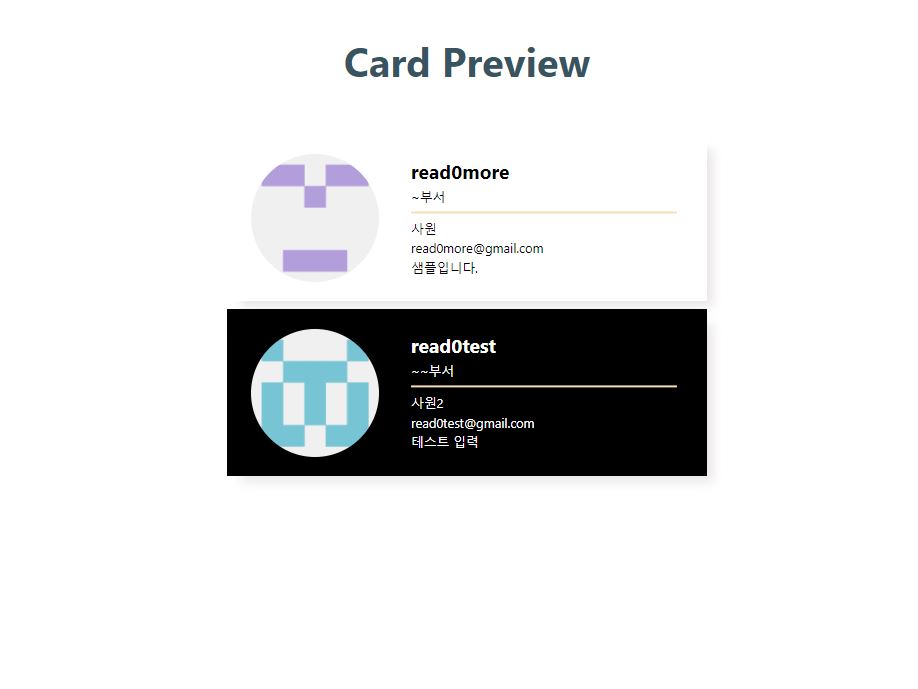 Card Preview
read0more
~부서
사원
read0more@gmail.com
샘플입니다.
read0test
~~부서
사원2
read0test@gmail.com
테스트 입력